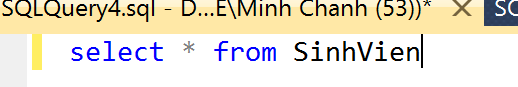 SQLQuery4.sql - D...E\Minh Chanh (53))*
select * from SinhVien